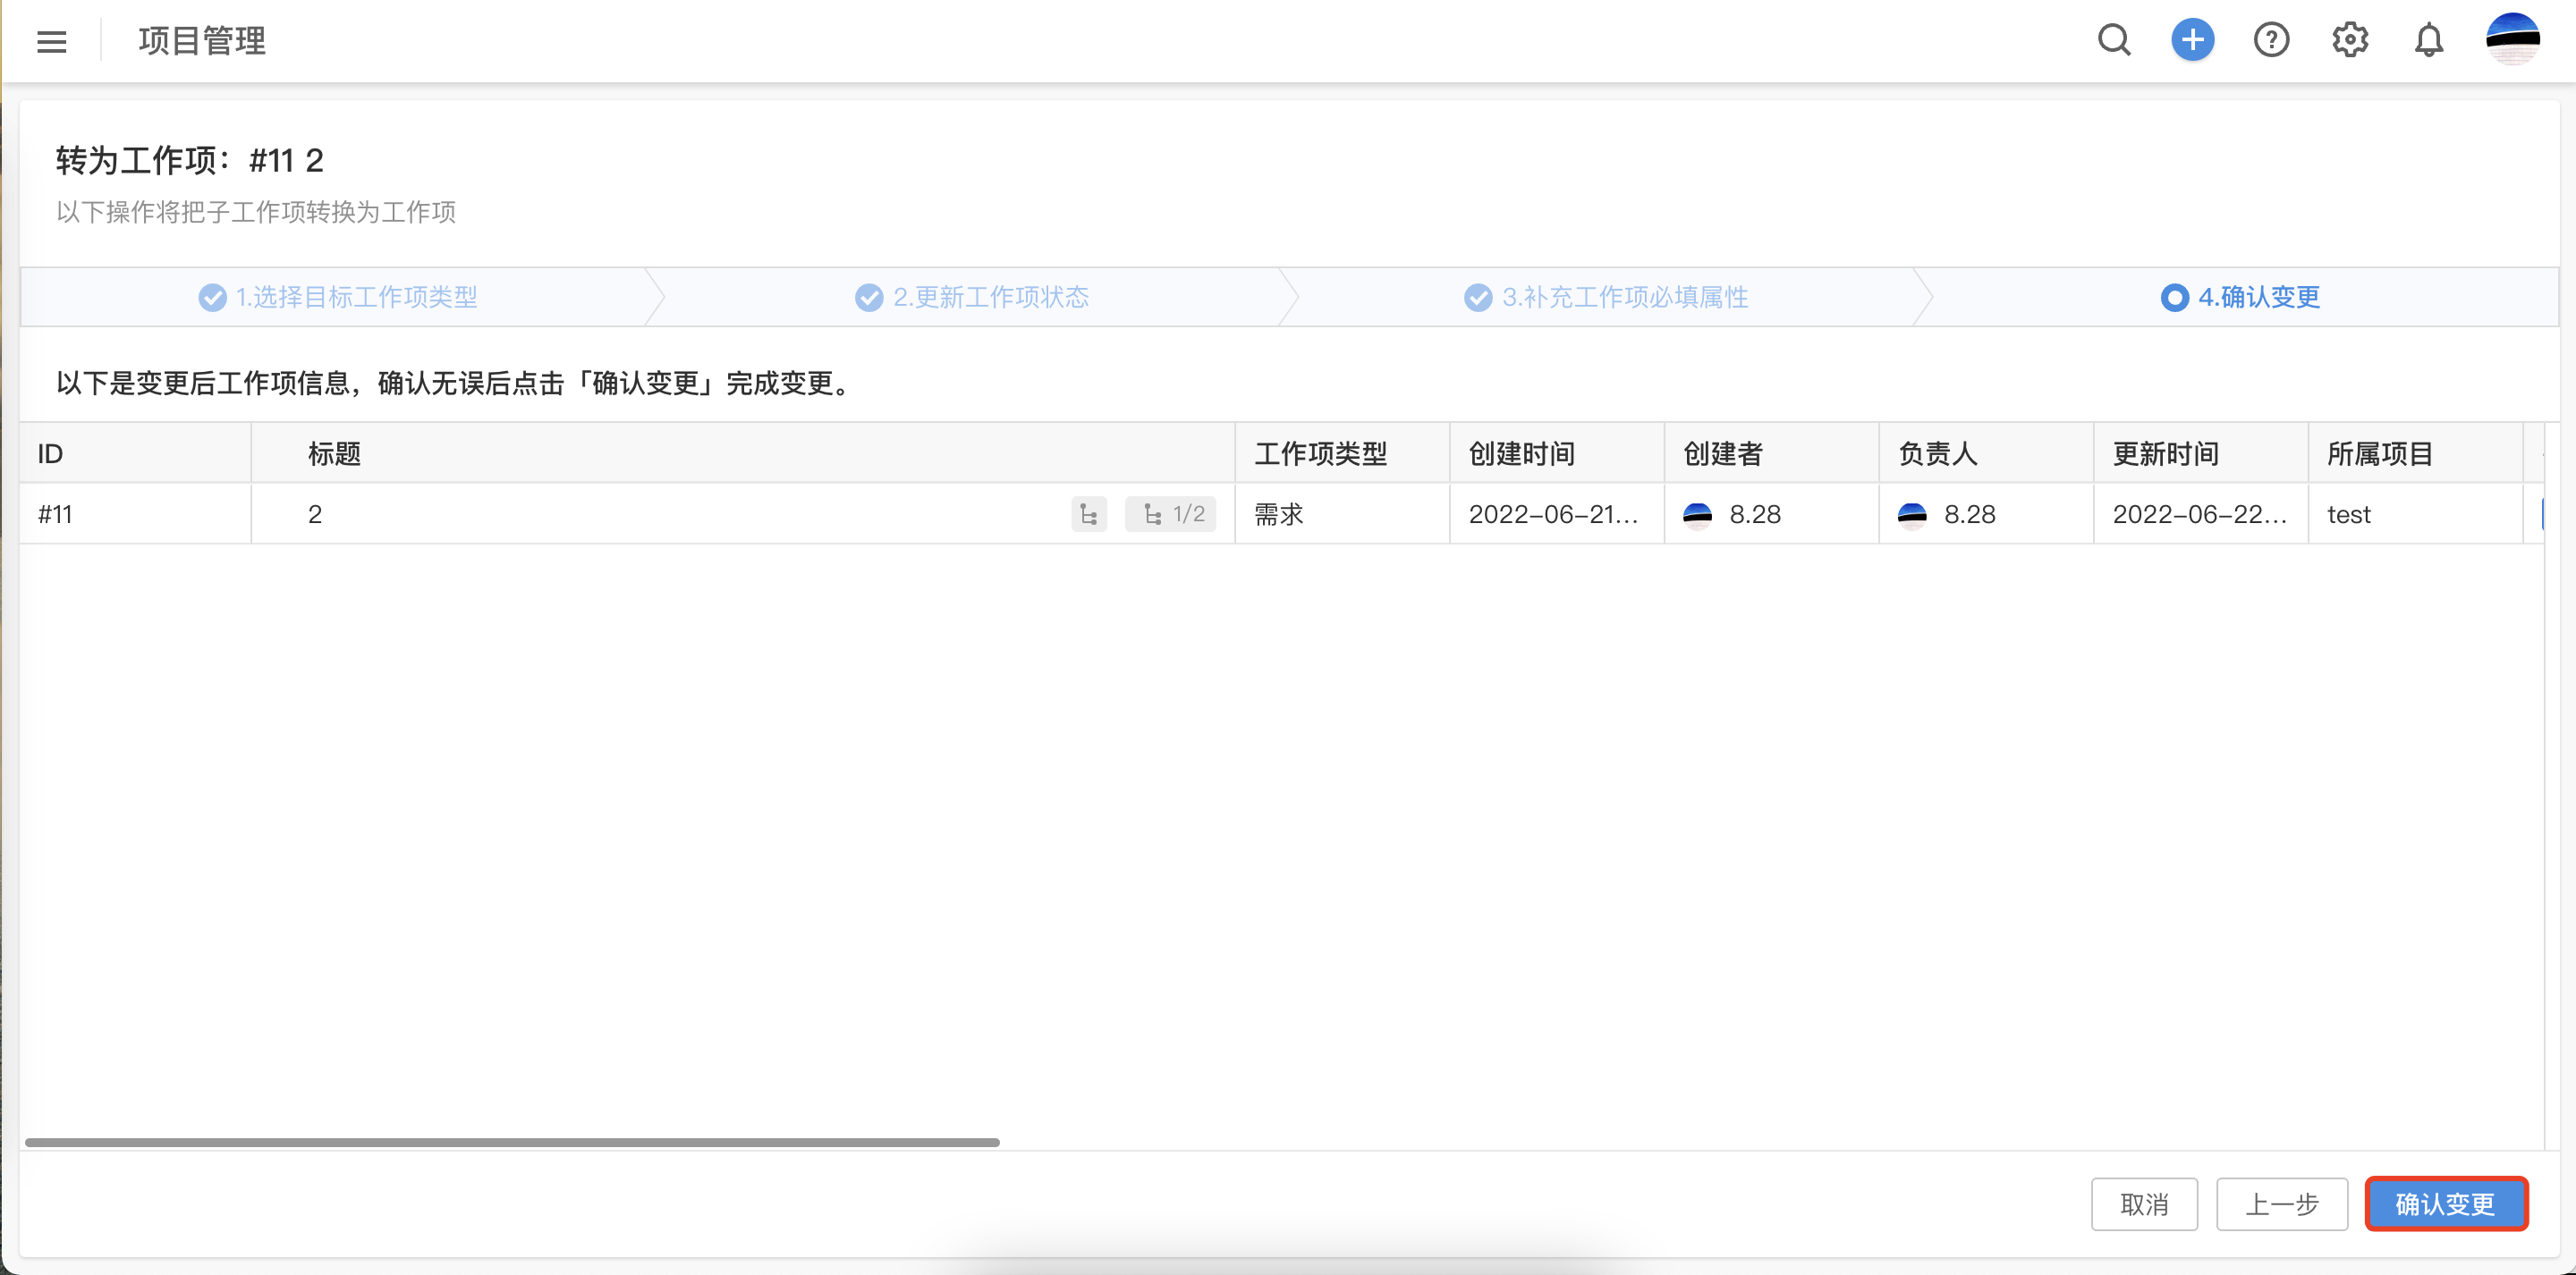 项目管理
转为工作项：#11 2
以下操作将把子工作项转换为工作项
1.选择目标工作项类型 2.更新工作项状态 3.补充工作项必填属性 4.确认变更
以下是变更后工作项信息，确认无误后点击「确认变更」完成变更。
ID 标题 工作项类型 创建时间 创建者 负责人 更新时间 所属项目
#11 2 1/2 需求 2022-06-21... 8.28 8.28 2022-06-22... test
取消 上一步 确认变更